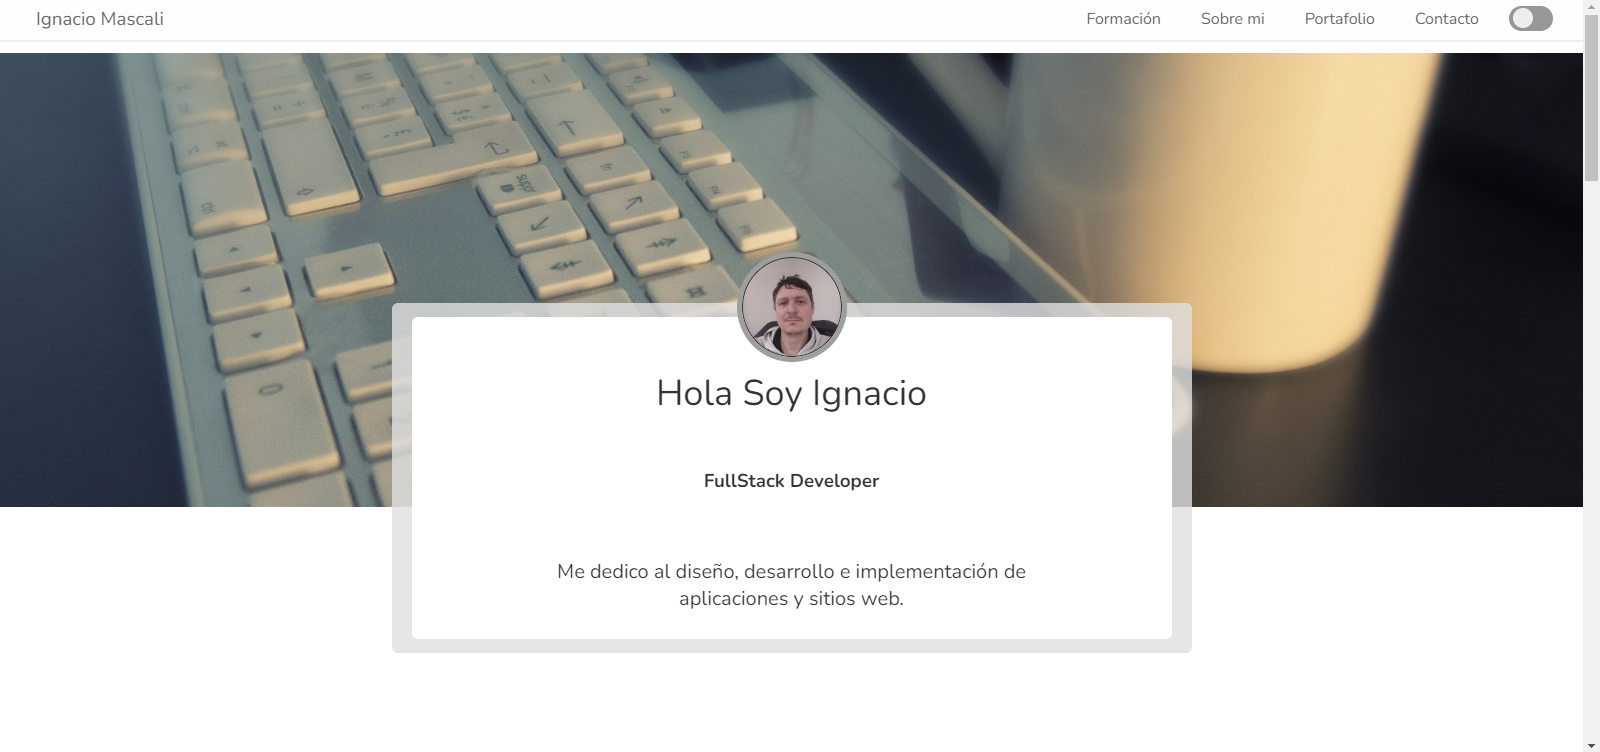 Ignacio Mascali
Formación
Sobre mi
Portafolio
Contacto
Hola Soy Ignacio
FullStack Developer
Me dedico al diseño, desarrollo e implementación de
aplicaciones y sitios web.